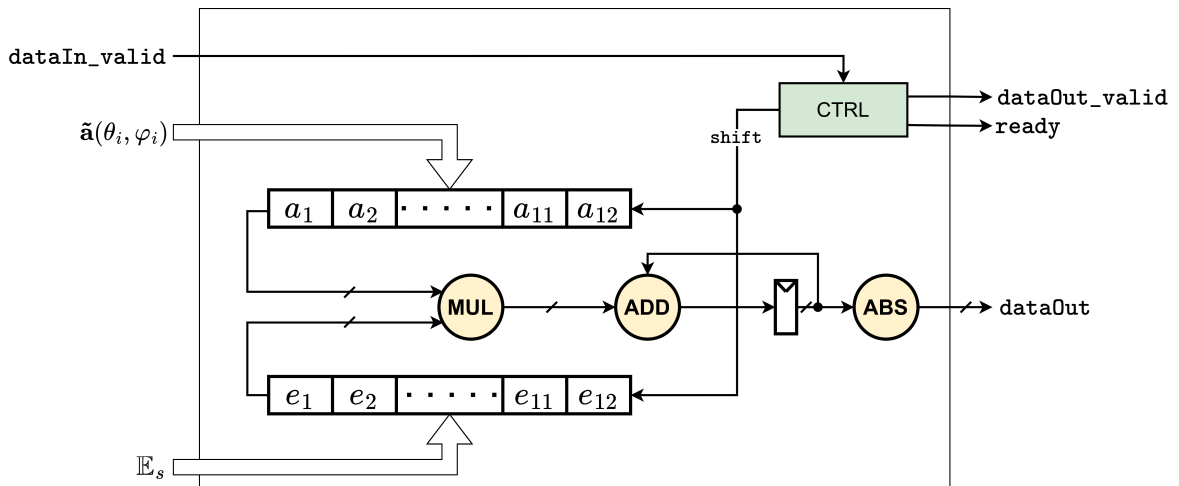 dataIn_valid
CTRL
dataOut_valid
ready
ã(θᵢ, φᵢ)
shift
a₁ a₂ · · · · · a₁₁ a₁₂
MUL ADD ABS dataOut
e₁ e₂ · · · · · e₁₁ e₁₂
𝔼ₛ